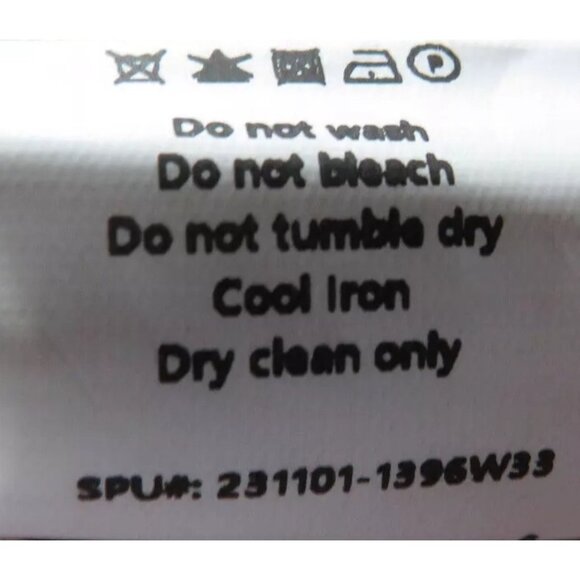 P
Do not wash
Do not bleach
Do not tumble dry
Cool Iron
Dry clean only
SPU#: 231101-1396W33